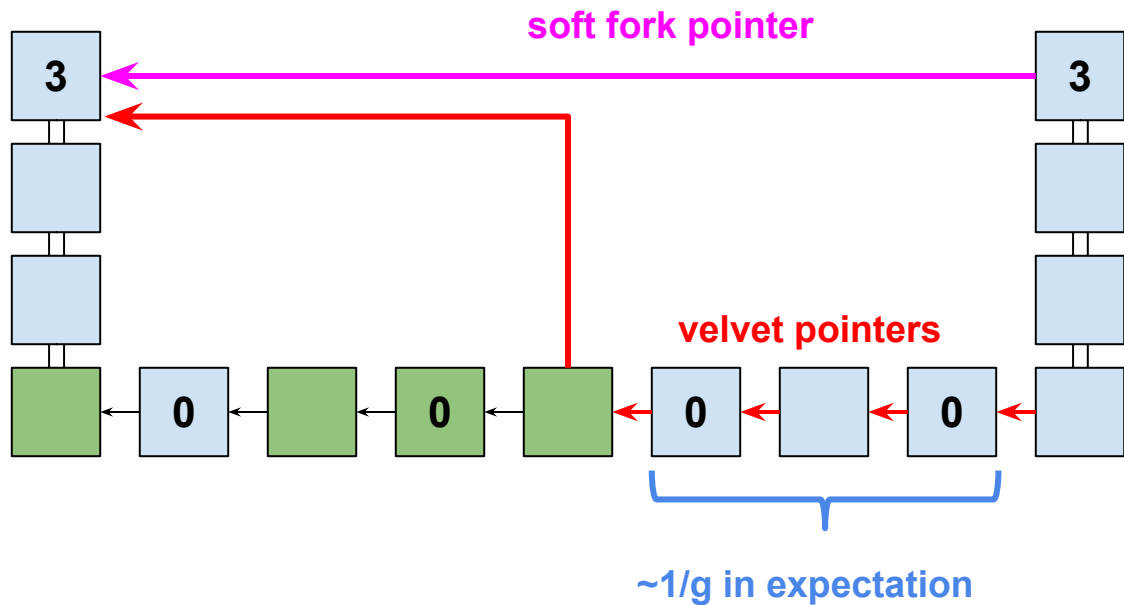 soft fork pointer
3
3
velvet pointers
0
0
0
0
~1/g in expectation